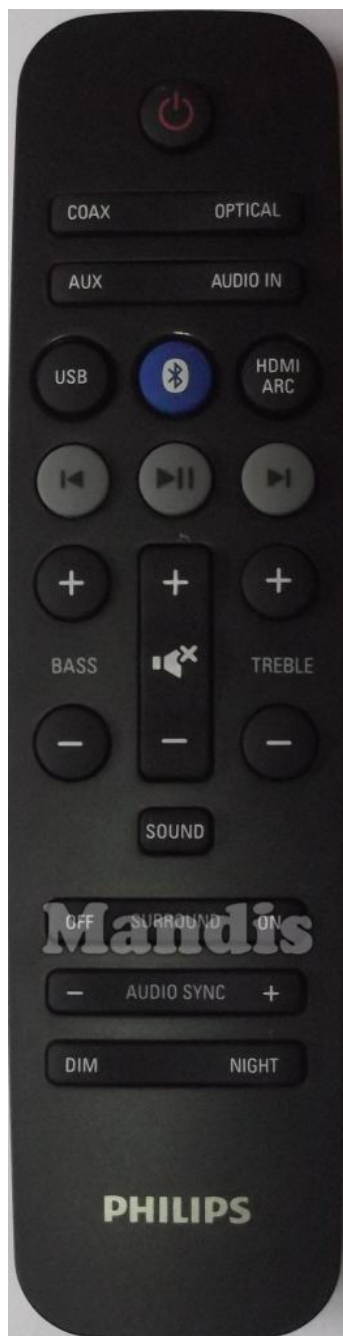 COAX OPTICAL
AUX AUDIO IN
USB
HDMI
ARC
BASS TREBLE
SOUND
OFF SURROUND ON
Mandis
- AUDIO SYNC +
DIM NIGHT
PHILIPS